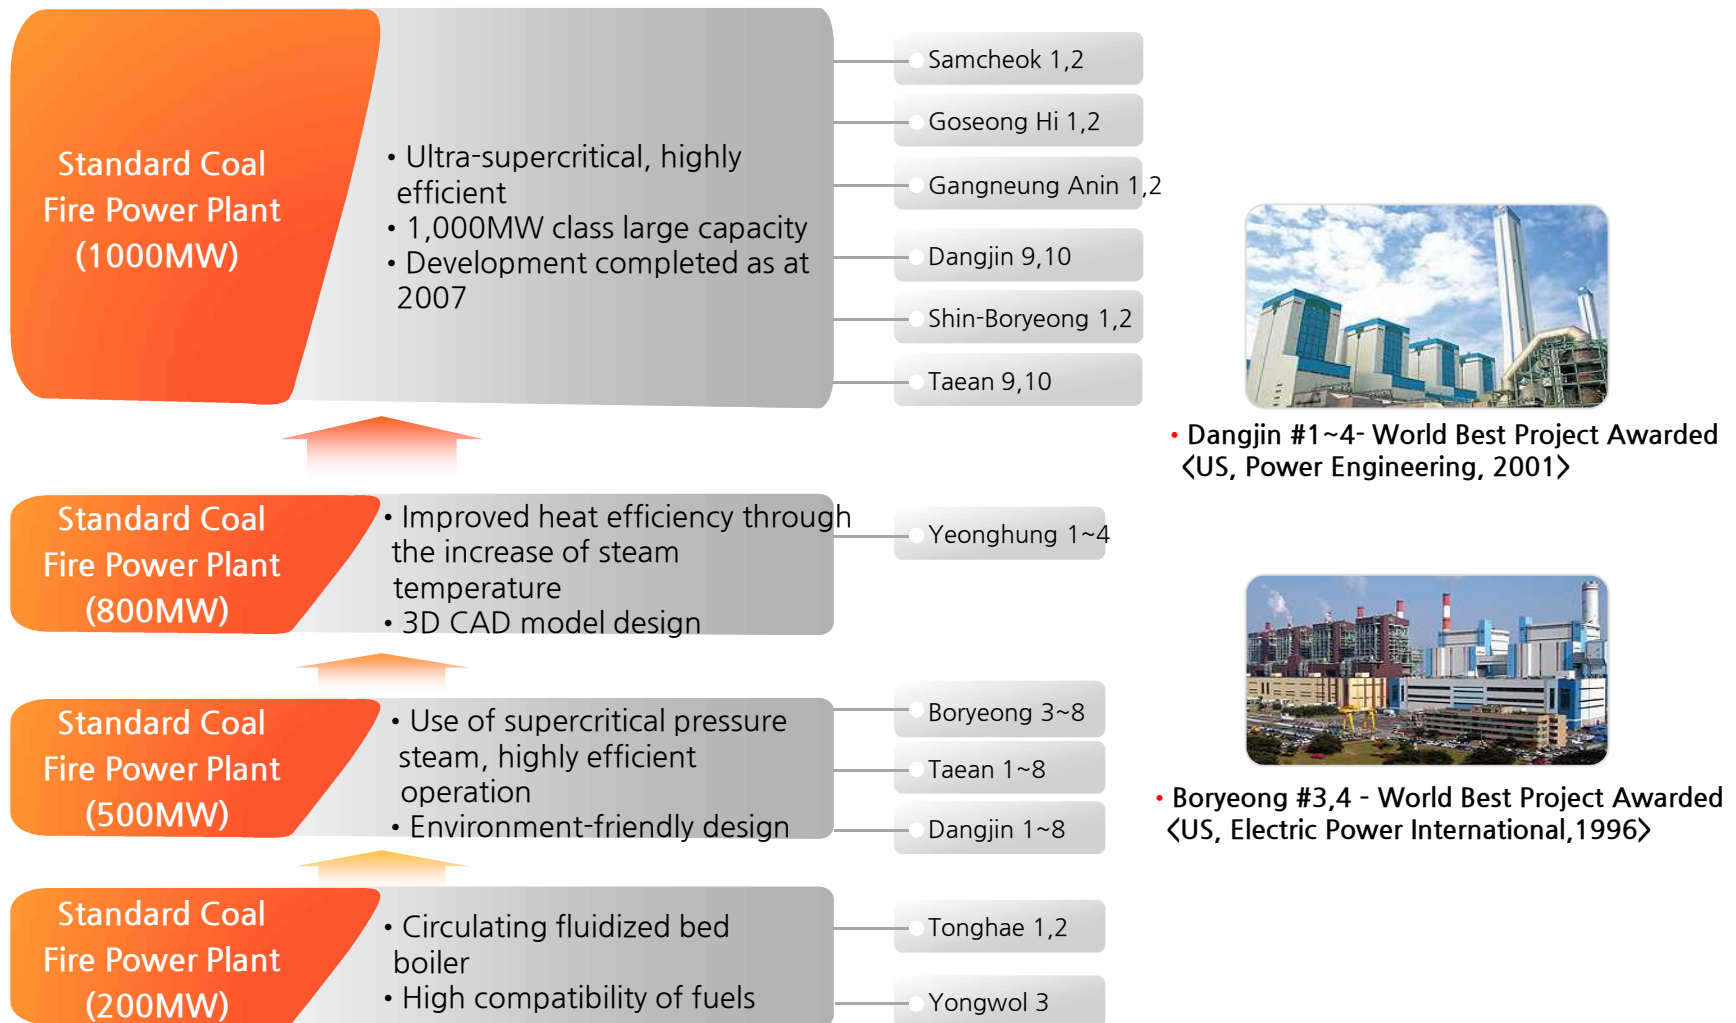 Standard Coal
Fire Power Plant
(1000MW)
• Ultra-supercritical, highly
efficient
• 1,000MW class large capacity
• Development completed as at
2007
Samcheok 1,2
Goseong Hi 1,2
Gangneung Anin 1,2
Dangjin 9,10
Shin-Boryeong 1,2
Taean 9,10
• Dangjin #1~4- World Best Project Awarded
<US, Power Engineering, 2001>
Standard Coal
Fire Power Plant
(800MW)
• Improved heat efficiency through
the increase of steam
temperature
• 3D CAD model design
Yeonghung 1~4
Standard Coal
Fire Power Plant
(500MW)
• Use of supercritical pressure
steam, highly efficient
operation
• Environment-friendly design
Boryeong 3~8
Taean 1~8
Dangjin 1~8
• Boryeong #3,4 - World Best Project Awarded
<US, Electric Power International,1996>
Standard Coal
Fire Power Plant
(200MW)
• Circulating fluidized bed
boiler
• High compatibility of fuels
Tonghae 1,2
Yongwol 3